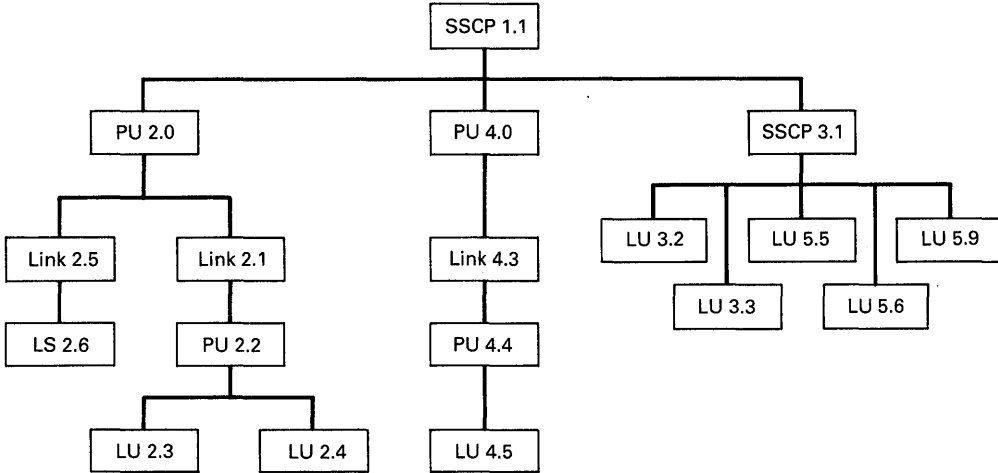 SSCP 1.1
PU 2.0
PU 4.0
SSCP 3.1
LU 3.2
LU 5.5
LU 5.9
Link 2.5
Link 2.1
Link 4.3
LU 3.3
LU 5.6
LS 2.6
PU 2.2
PU 4.4
LU 2.3
LU 2.4
LU 4.5